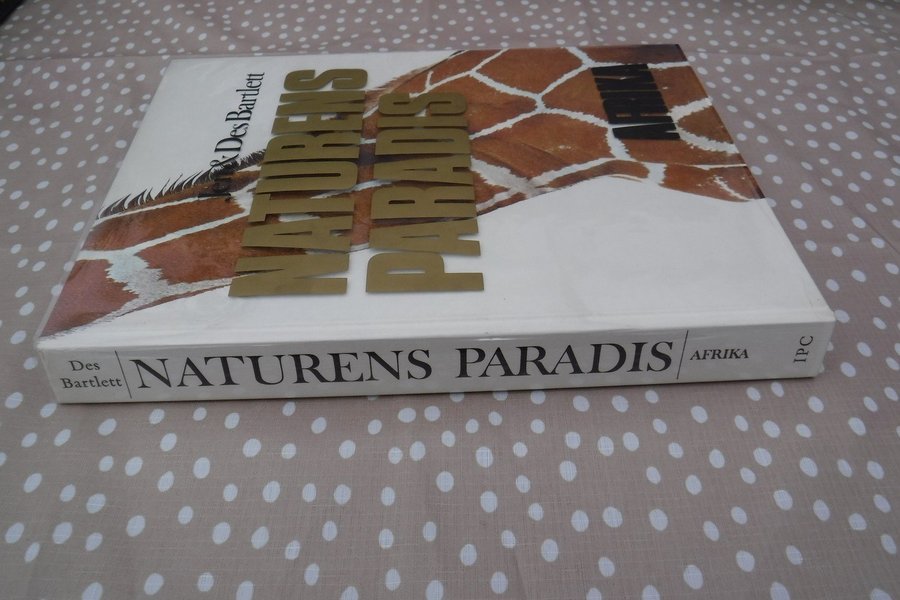 & Des Bartlett
NATURENS
PARADIS
AFRIKA
Des
Bartlett
NATURENS PARADIS
AFRIKA
IPC